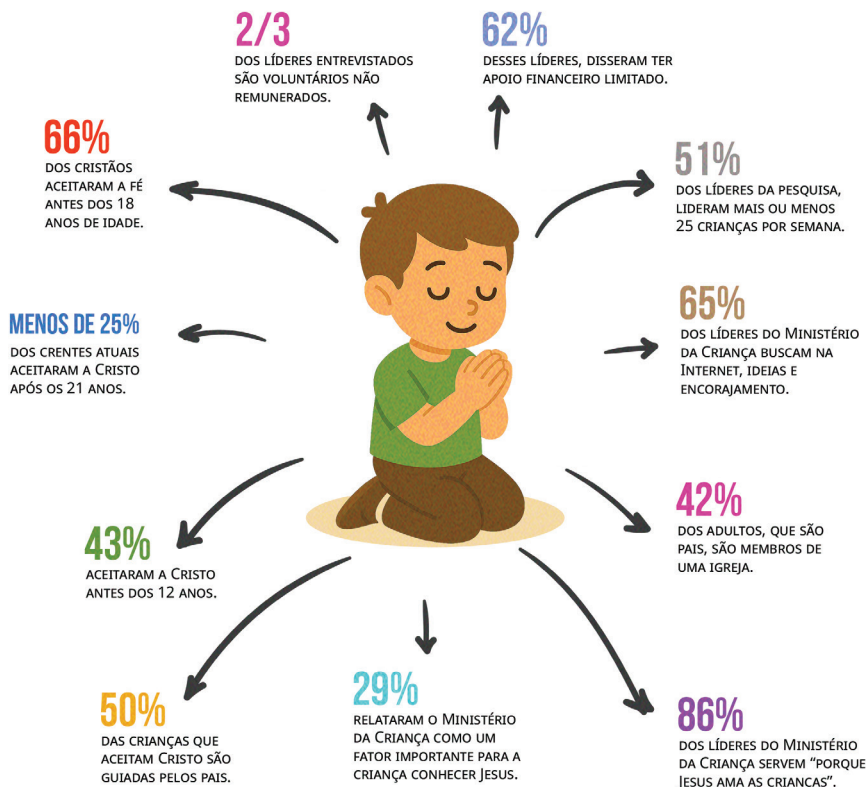 2/3
DOS LÍDERES ENTREVISTADOS
SÃO VOLUNTÁRIOS NÃO
REMUNERADOS.
62%
DESSES LÍDERES, DISSERAM TER
APOIO FINANCEIRO LIMITADO.
66%
DOS CRISTÃOS
ACEITARAM A FÉ
ANTES DOS 18
ANOS DE IDADE.
51%
DOS LÍDERES DA PESQUISA,
LIDERAM MAIS OU MENOS
25 CRIANÇAS POR SEMANA.
MENOS DE 25%
DOS CRENTES ATUAIS
ACEITARAM A CRISTO
APÓS OS 21 ANOS.
65%
DOS LÍDERES DO MINISTÉRIO
DA CRIANÇA BUSCAM NA
INTERNET, IDEIAS E
ENCORAJAMENTO.
43%
ACEITARAM A CRISTO
ANTES DOS 12 ANOS.
42%
DOS ADULTOS, QUE SÃO
PAIS, SÃO MEMBROS DE
UMA IGREJA.
50%
DAS CRIANÇAS QUE
ACEITAM CRISTO SÃO
GUIADAS PELOS PAIS.
29%
RELATARAM O MINISTÉRIO
DA CRIANÇA COMO UM
FATOR IMPORTANTE PARA A
CRIANÇA CONHECER JESUS.
86%
DOS LÍDERES DO MINISTÉRIO
DA CRIANÇA SERVEM “PORQUE
JESUS AMA AS CRIANÇAS”.